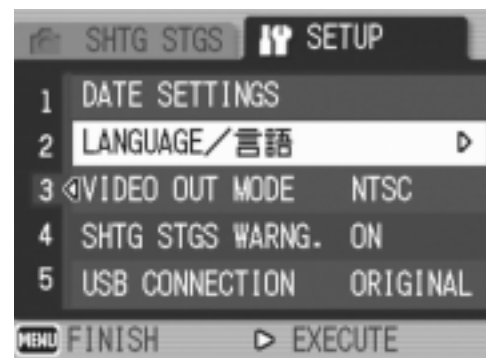 SHTG STGS SETUP
1 DATE SETTINGS
2 LANGUAGE/言語
3 VIDEO OUT MODE NTSC
4 SHTG STGS WARNG. ON
5 USB CONNECTION ORIGINAL
MENU FINISH EXECUTE